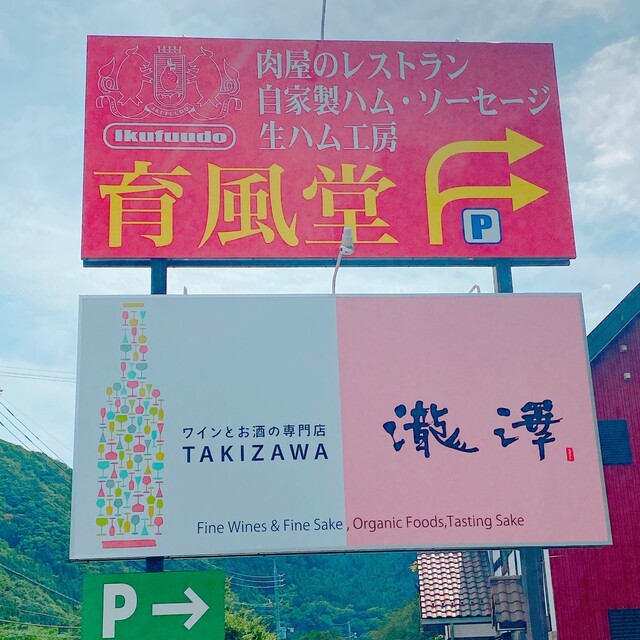 肉屋のレストラン
自家製ハム・ソーセージ
生ハム工房
IKUFUUDO
Ikufuudo
育風堂
P
ワインとお酒の専門店
TAKIZAWA
瀧澤
Fine Wines & Fine Sake , Organic Foods,Tasting Sake
P→